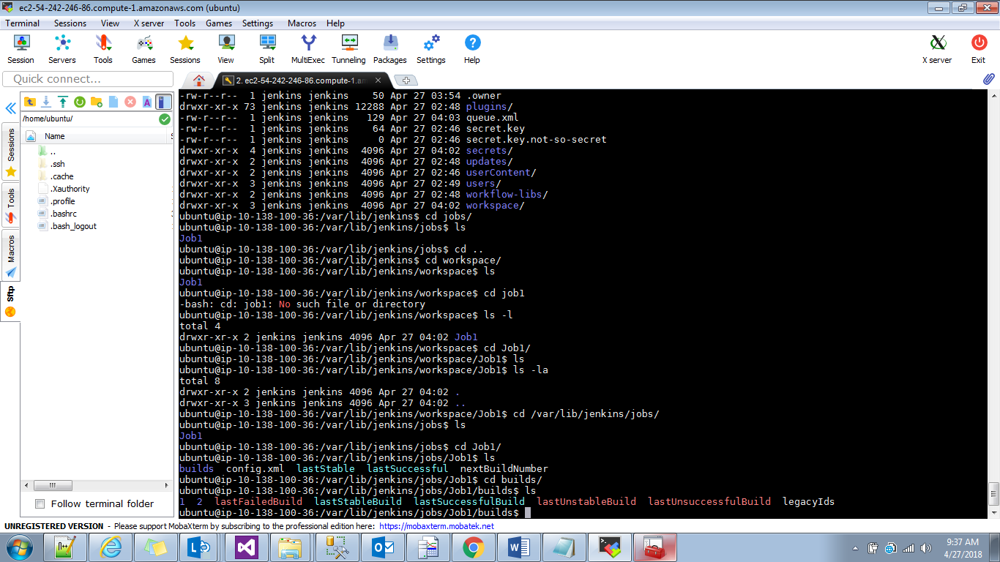 ec2-54-242-246-86.compute-1.amazonaws.com (ubuntu)
Terminal Sessions View X server Tools Games Settings Macros Help
Session Servers Tools Games Sessions View Split MultiExec Tunneling Packages Settings Help X server Exit
Quick connect...
2. ec2-54-242-246-86.compute-1.am
/home/ubuntu/
Name
..
.ssh
.cache
.Xauthority
.profile
.bashrc
.bash_logout
Sessions
Tools
Macros
Sftp
Follow terminal folder
-rw-r--r-- 1 jenkins jenkins 50 Apr 27 03:54 .owner
drwxr-xr-x 73 jenkins jenkins 12288 Apr 27 02:48 plugins/
-rw-r--r-- 1 jenkins jenkins 129 Apr 27 04:03 queue.xml
-rw-r--r-- 1 jenkins jenkins 64 Apr 27 02:46 secret.key
-rw-r--r-- 1 jenkins jenkins 0 Apr 27 02:46 secret.key.not-so-secret
drwxr-xr-x 4 jenkins jenkins 4096 Apr 27 04:02 secrets/
drwxr-xr-x 2 jenkins jenkins 4096 Apr 27 02:48 updates/
drwxr-xr-x 2 jenkins jenkins 4096 Apr 27 02:46 userContent/
drwxr-xr-x 3 jenkins jenkins 4096 Apr 27 02:49 users/
drwxr-xr-x 2 jenkins jenkins 4096 Apr 27 02:48 workflow-libs/
drwxr-xr-x 3 jenkins jenkins 4096 Apr 27 04:02 workspace/
ubuntu@ip-10-138-100-36:/var/lib/jenkins$ cd jobs/
ubuntu@ip-10-138-100-36:/var/lib/jenkins/jobs$ ls
Job1
ubuntu@ip-10-138-100-36:/var/lib/jenkins/jobs$ cd ..
ubuntu@ip-10-138-100-36:/var/lib/jenkins$ cd workspace/
ubuntu@ip-10-138-100-36:/var/lib/jenkins/workspace$ ls
Job1
ubuntu@ip-10-138-100-36:/var/lib/jenkins/workspace$ cd job1
-bash: cd: job1: No such file or directory
ubuntu@ip-10-138-100-36:/var/lib/jenkins/workspace$ ls -l
total 4
drwxr-xr-x 2 jenkins jenkins 4096 Apr 27 04:02 Job1
ubuntu@ip-10-138-100-36:/var/lib/jenkins/workspace$ cd Job1/
ubuntu@ip-10-138-100-36:/var/lib/jenkins/workspace/Job1$ ls
ubuntu@ip-10-138-100-36:/var/lib/jenkins/workspace/Job1$ ls -la
total 8
drwxr-xr-x 2 jenkins jenkins 4096 Apr 27 04:02 .
drwxr-xr-x 3 jenkins jenkins 4096 Apr 27 04:02 ..
ubuntu@ip-10-138-100-36:/var/lib/jenkins/workspace/Job1$ cd /var/lib/jenkins/jobs/
ubuntu@ip-10-138-100-36:/var/lib/jenkins/jobs$ ls
Job1
ubuntu@ip-10-138-100-36:/var/lib/jenkins/jobs$ cd Job1/
ubuntu@ip-10-138-100-36:/var/lib/jenkins/jobs/Job1$ ls
builds config.xml lastStable lastSuccessful nextBuildNumber
ubuntu@ip-10-138-100-36:/var/lib/jenkins/jobs/Job1$ cd builds/
ubuntu@ip-10-138-100-36:/var/lib/jenkins/jobs/Job1/builds$ ls
1 2 lastFailedBuild lastStableBuild lastSuccessfulBuild lastUnstableBuild lastUnsuccessfulBuild legacyIds
ubuntu@ip-10-138-100-36:/var/lib/jenkins/jobs/Job1/builds$
UNREGISTERED VERSION - Please support MobaXterm by subscribing to the professional edition here: https://mobaxterm.mobatek.net
9:37 AM
4/27/2018